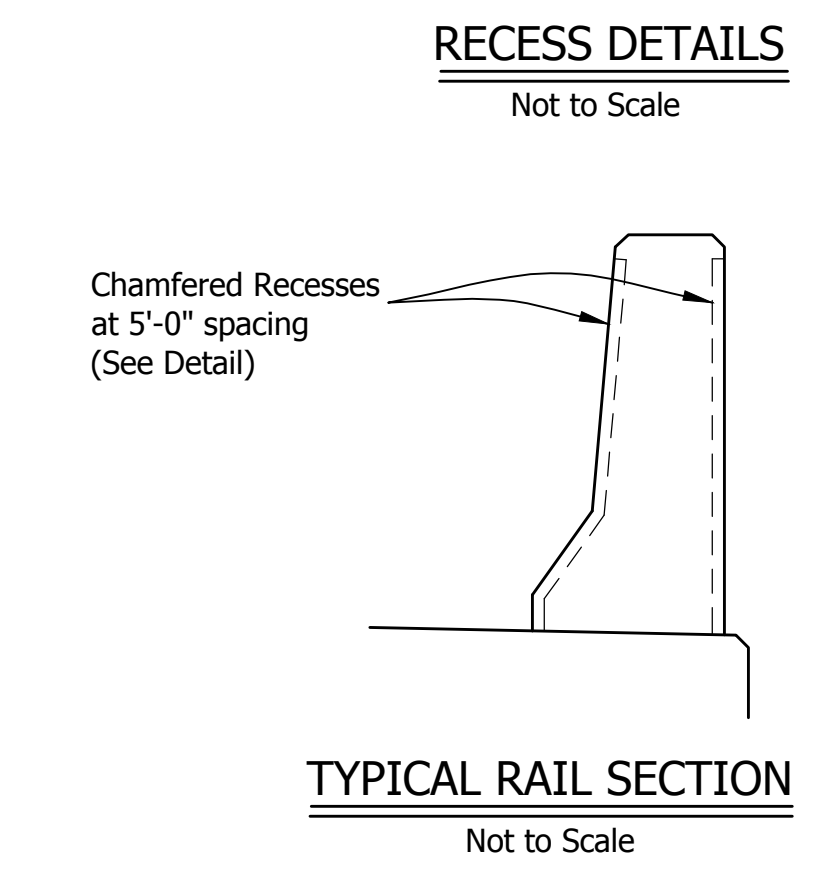 RECESS DETAILS
Not to Scale
Chamfered Recesses
at 5'-0" spacing
(See Detail)
TYPICAL RAIL SECTION
Not to Scale